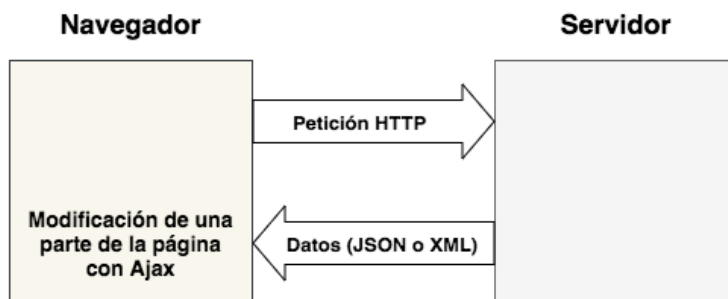 Navegador
Servidor
Petición HTTP
Modificación de una
parte de la página
con Ajax
Datos (JSON o XML)